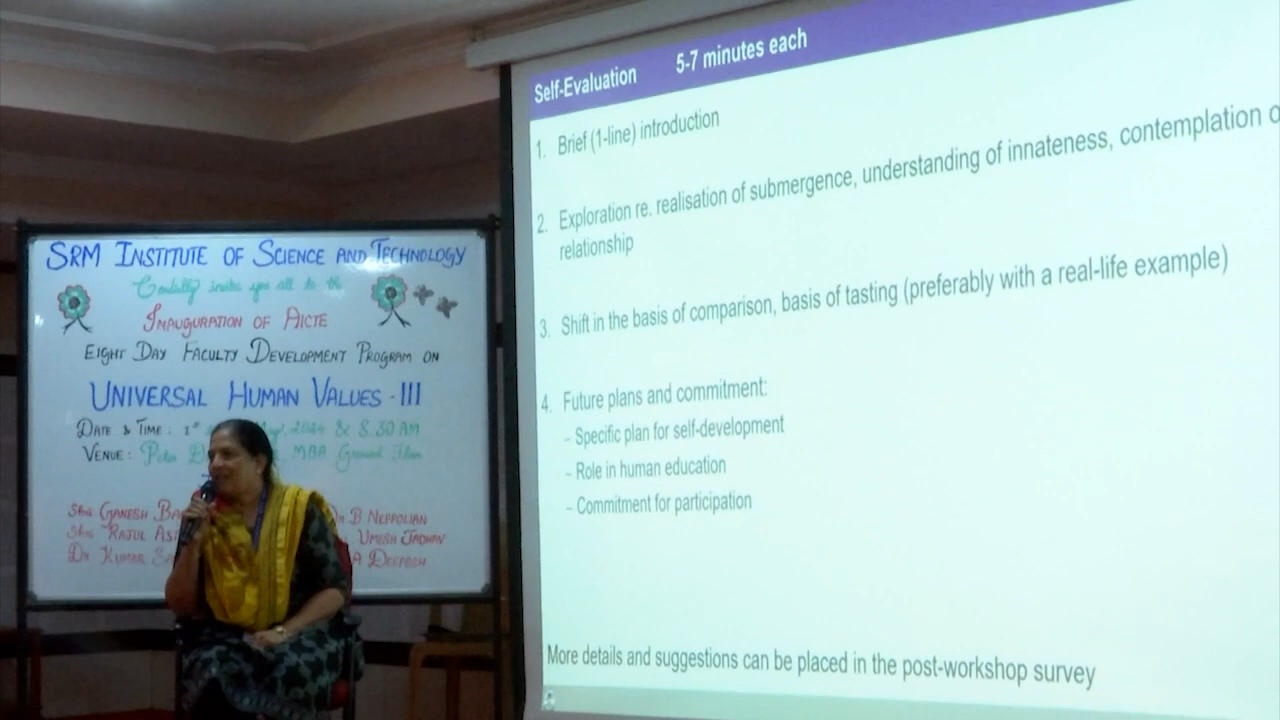 SRM INSTITUTE OF SCIENCE AND TECHNOLOGY
Cordially invites you all to the
INAUGURATION OF AICTE
EIGHT DAY FACULTY DEVELOPMENT PROGRAM ON
UNIVERSAL HUMAN VALUES - III
DATE & TIME : 1st 2024 & 8.30 AM
VENUE : MBA Ground Floor
Shri GANESH
Dr B NEPPOLIAN
Shri RAJUL
UMESH JADHAV
Dr KUMAR
A DEEPESH
Self-Evaluation 5-7 minutes each
1. Brief (1-line) introduction
2. Exploration re. realisation of submergence, understanding of innateness, contemplation
relationship
3. Shift in the basis of comparison, basis of tasting (preferably with a real-life example)
4. Future plans and commitment:
– Specific plan for self-development
– Role in human education
– Commitment for participation
More details and suggestions can be placed in the post-workshop survey